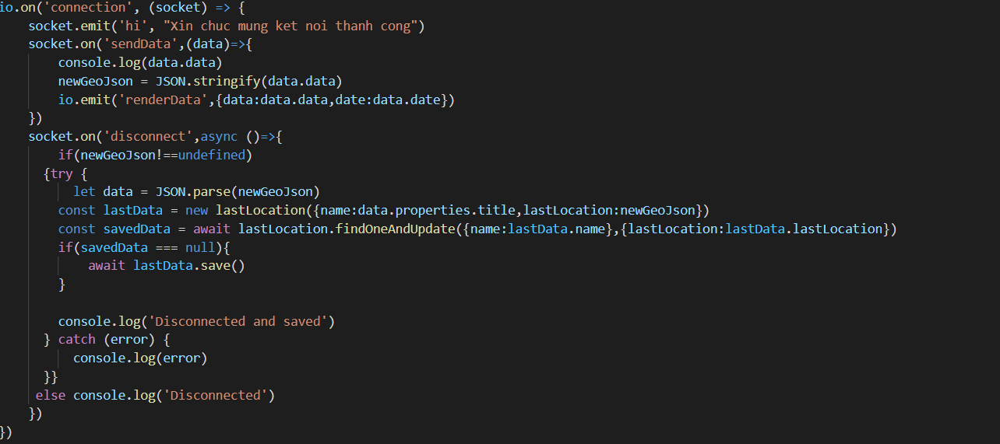 io.on('connection', (socket) => {
    socket.emit('hi', "Xin chuc mung ket noi thanh cong")
    socket.on('sendData',(data)=>{
        console.log(data.data)
        newGeoJson = JSON.stringify(data.data)
        io.emit('renderData',{data:data.data,date:data.date})
    })
    socket.on('disconnect',async ()=>{
        if(newGeoJson!==undefined)
      {try {
          let data = JSON.parse(newGeoJson)
        const lastData = new lastLocation({name:data.properties.title,lastLocation:newGeoJson})
        const savedData = await lastLocation.findOneAndUpdate({name:lastData.name},{lastLocation:lastData.lastLocation})
        if(savedData === null){
            await lastData.save()
        }
        console.log('Disconnected and saved')
      } catch (error) {
          console.log(error)
      }}
     else console.log('Disconnected')
    })
})